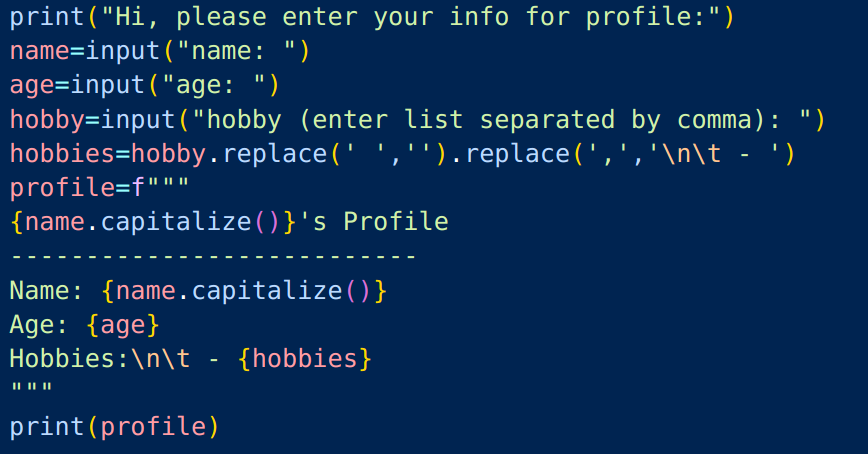 print("Hi, please enter your info for profile:")
name=input("name: ")
age=input("age: ")
hobby=input("hobby (enter list separated by comma): ")
hobbies=hobby.replace(' ','').replace(',','\n\t - ')
profile=f"""
{name.capitalize()}'s Profile
---------------------------
Name: {name.capitalize()}
Age: {age}
Hobbies:\n\t - {hobbies}
"""
print(profile)